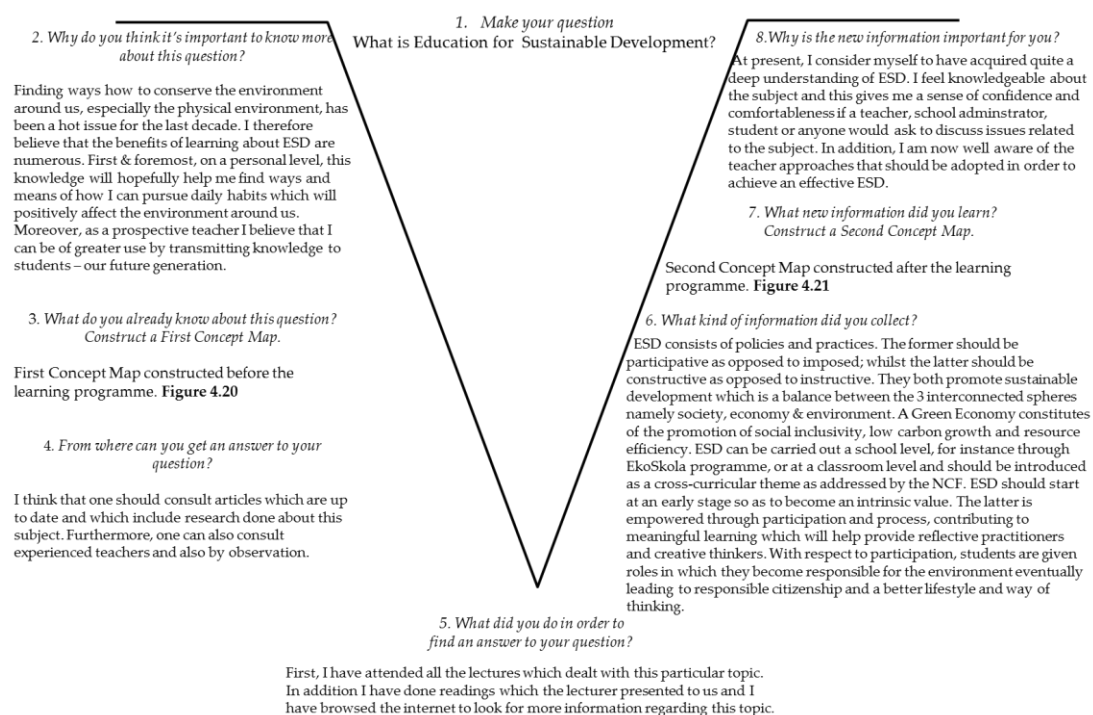 1. Make your question
What is Education for Sustainable Development?
2. Why do you think it's important to know more
about this question?
Finding ways how to conserve the environment
around us, especially the physical environment, has
been a hot issue for the last decade. I therefore
believe that the benefits of learning about ESD are
numerous. First & foremost, on a personal level, this
knowledge will hopefully help me find ways and
means of how I can pursue daily habits which will
positively affect the environment around us.
Moreover, as a prospective teacher I believe that I
can be of greater use by transmitting knowledge to
students – our future generation.
3. What do you already know about this question?
Construct a First Concept Map.
First Concept Map constructed before the
learning programme. Figure 4.20
4. From where can you get an answer to your
question?
I think that one should consult articles which are up
to date and which include research done about this
subject. Furthermore, one can also consult
experienced teachers and also by observation.
5. What did you do in order to
find an answer to your question?
First, I have attended all the lectures which dealt with this particular topic.
In addition I have done readings which the lecturer presented to us and I
have browsed the internet to look for more information regarding this topic.
6. What kind of information did you collect?
ESD consists of policies and practices. The former should be
participative as opposed to imposed; whilst the latter should be
constructive as opposed to instructive. They both promote sustainable
development which is a balance between the 3 interconnected spheres
namely society, economy & environment. A Green Economy constitutes
of the promotion of social inclusivity, low carbon growth and resource
efficiency. ESD can be carried out a school level, for instance through
EkoSkola programme, or at a classroom level and should be introduced
as a cross-curricular theme as addressed by the NCF. ESD should start
at an early stage so as to become an intrinsic value. The latter is
empowered through participation and process, contributing to
meaningful learning which will help provide reflective practitioners
and creative thinkers. With respect to participation, students are given
roles in which they become responsible for the environment eventually
leading to responsible citizenship and a better lifestyle and way of
thinking.
7. What new information did you learn?
Construct a Second Concept Map.
Second Concept Map constructed after the learning
programme. Figure 4.21
8.Why is the new information important for you?
At present, I consider myself to have acquired quite a
deep understanding of ESD. I feel knowledgeable about
the subject and this gives me a sense of confidence and
comfortableness if a teacher, school adminstrator,
student or anyone would ask to discuss issues related
to the subject. In addition, I am now well aware of the
teacher approaches that should be adopted in order to
achieve an effective ESD.